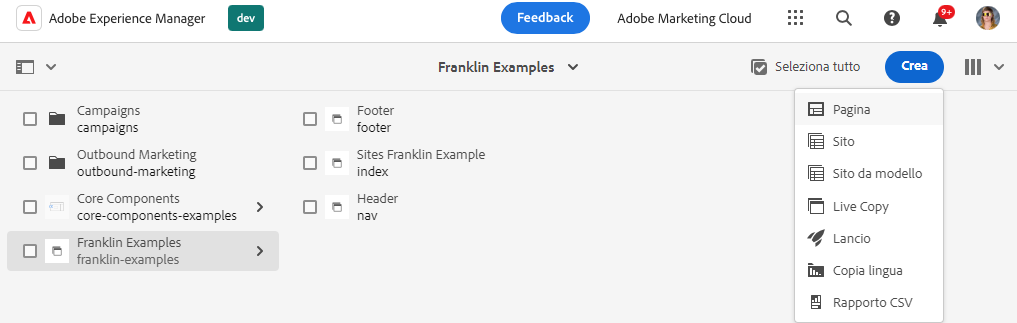 Adobe Experience Manager
dev
Feedback
Adobe Marketing Cloud
9+
Franklin Examples
Seleziona tutto
Crea
Campaigns
campaigns
Outbound Marketing
outbound-marketing
Core Components
core-components-examples
Franklin Examples
franklin-examples
Footer
footer
Sites Franklin Example
index
Header
nav
Pagina
Sito
Sito da modello
Live Copy
Lancio
Copia lingua
Rapporto CSV